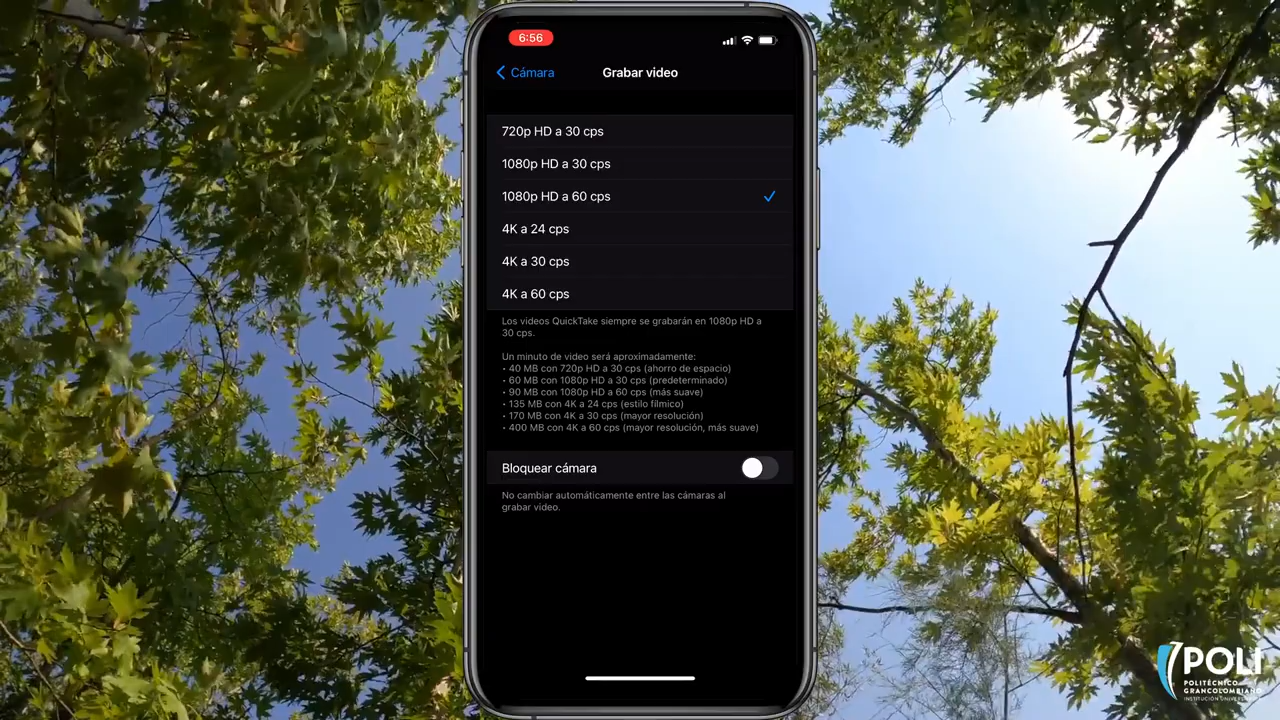 6:56
Cámara
Grabar video
720p HD a 30 cps
1080p HD a 30 cps
1080p HD a 60 cps
4K a 24 cps
4K a 30 cps
4K a 60 cps
Los videos QuickTake siempre se grabarán en 1080p HD a
30 cps.
Un minuto de video será aproximadamente:
• 40 MB con 720p HD a 30 cps (ahorro de espacio)
• 60 MB con 1080p HD a 30 cps (predeterminado)
• 90 MB con 1080p HD a 60 cps (más suave)
• 135 MB con 4K a 24 cps (estilo fílmico)
• 170 MB con 4K a 30 cps (mayor resolución)
• 400 MB con 4K a 60 cps (mayor resolución, más suave)
Bloquear cámara
No cambiar automáticamente entre las cámaras al
grabar video.
POLI
POLITÉCNICO
GRANCOLOMBIANO